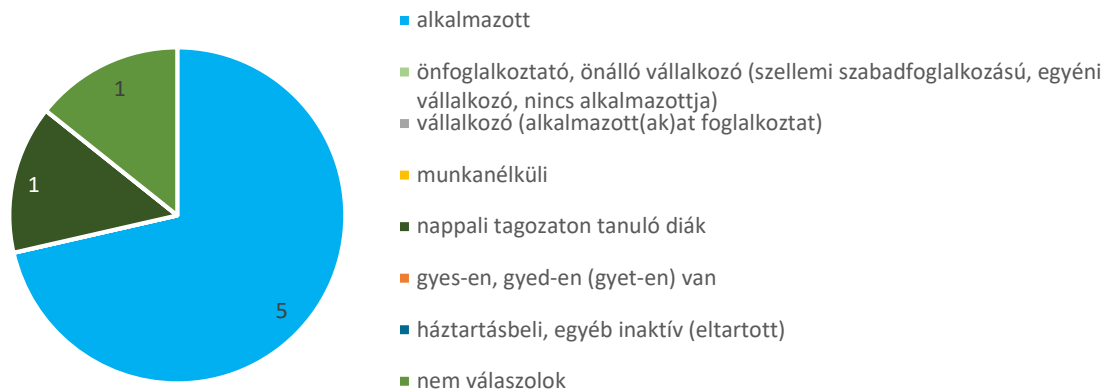 alkalmazott
önfoglalkoztató, önálló vállalkozó (szellemi szabadfoglalkozású, egyéni
vállalkozó, nincs alkalmazottja)
vállalkozó (alkalmazott(ak)at foglalkoztat)
munkanélküli
nappali tagozaton tanuló diák
gyes-en, gyed-en (gyet-en) van
háztartásbeli, egyéb inaktív (eltartott)
nem válaszolok
1
1
5